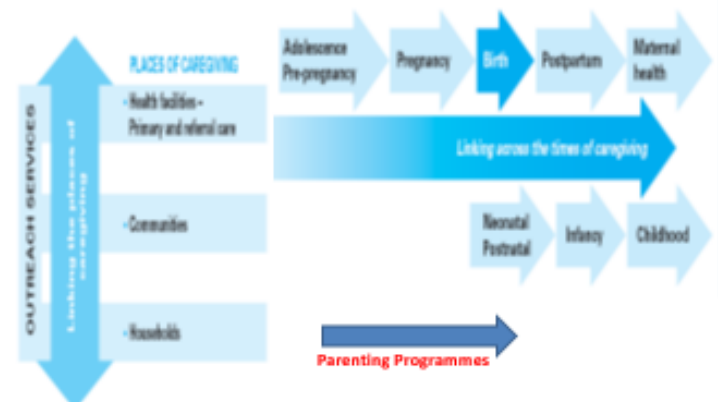 OUTREACH SERVICES
Linking the places of
caregiving
PLACES OF CAREGIVING
• Health facilities –
Primary and referral care
• Communities
• Households
Adolescence
Pre-pregnancy
Pregnancy
Birth
Postpartum
Maternal
health
Linking across the times of caregiving
Neonatal
Postnatal
Infancy
Childhood
Parenting Programmes